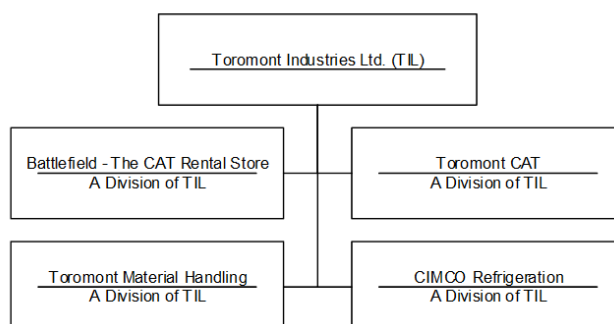 Toromont Industries Ltd. (TIL)
Battlefield - The CAT Rental Store
A Division of TIL
Toromont CAT
A Division of TIL
Toromont Material Handling
A Division of TIL
CIMCO Refrigeration
A Division of TIL